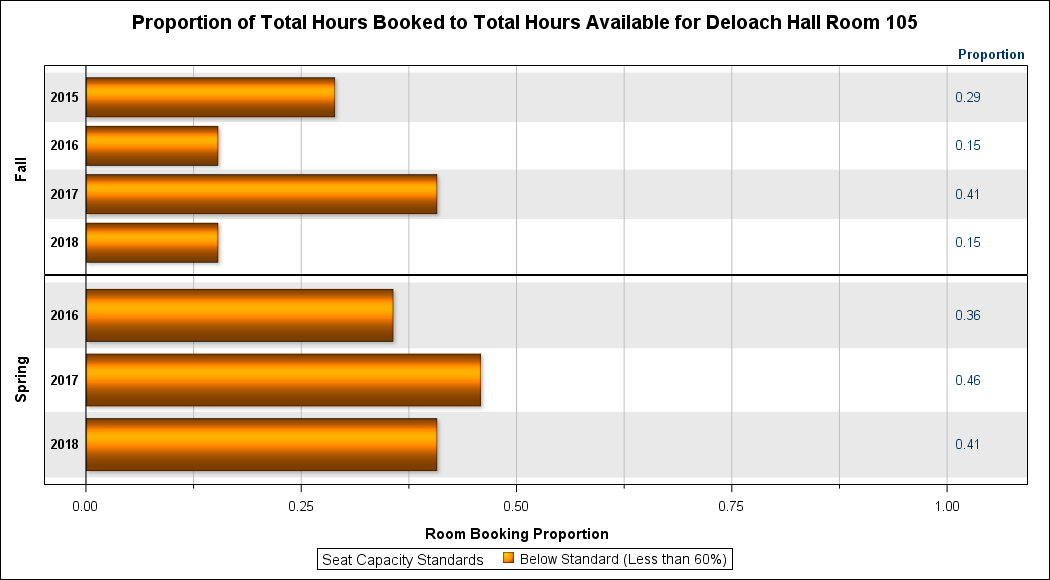 Proportion of Total Hours Booked to Total Hours Available for Deloach Hall Room 105
Proportion
Fall
2015 0.29
2016 0.15
2017 0.41
2018 0.15
Spring
2016 0.36
2017 0.46
2018 0.41
0.00 0.25 0.50 0.75 1.00
Room Booking Proportion
Seat Capacity Standards Below Standard (Less than 60%)